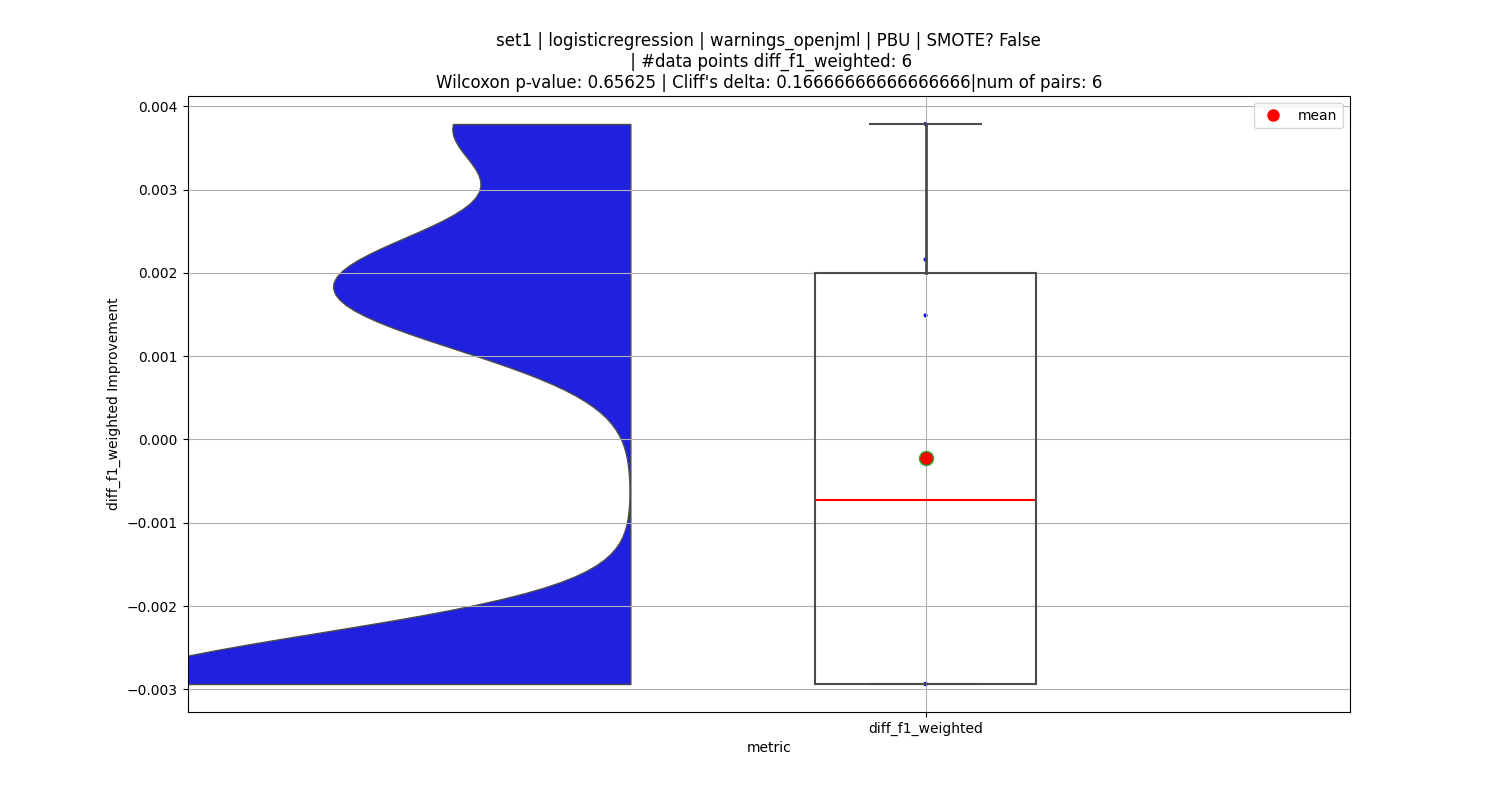 set1 | logisticregression | warnings_openjml | PBU | SMOTE? False
| #data points diff_f1_weighted: 6
Wilcoxon p-value: 0.65625 | Cliff's delta: 0.16666666666666666|num of pairs: 6
mean
0.004
0.003
0.002
0.001
0.000
−0.001
−0.002
−0.003
diff_f1_weighted Improvement
diff_f1_weighted
metric